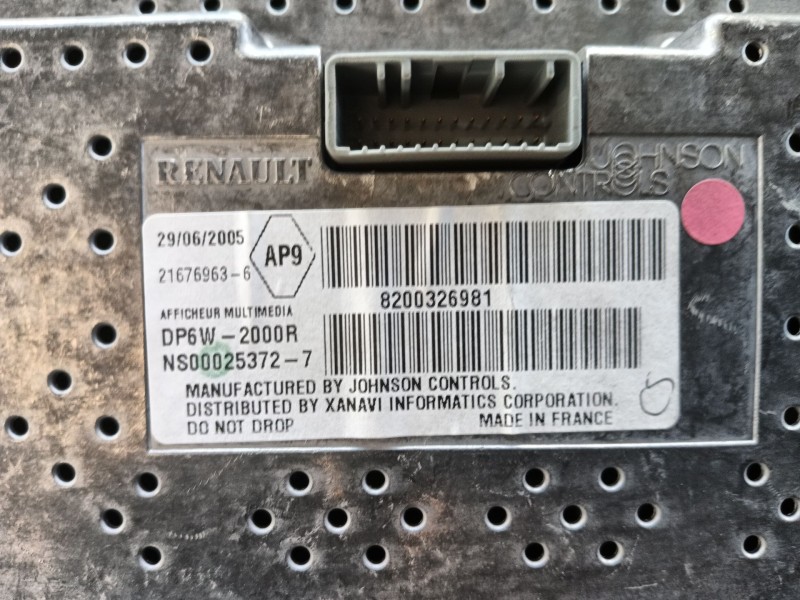 RENAULT
JOHNSON
CONTROLS
29/06/2005
AP9
21676963-6
8200326981
AFFICHEUR MULTIMEDIA
DP6W-2000R
NS00025372-7
MANUFACTURED BY JOHNSON CONTROLS.
DISTRIBUTED BY XANAVI INFORMATICS CORPORATION.
DO NOT DROP
MADE IN FRANCE